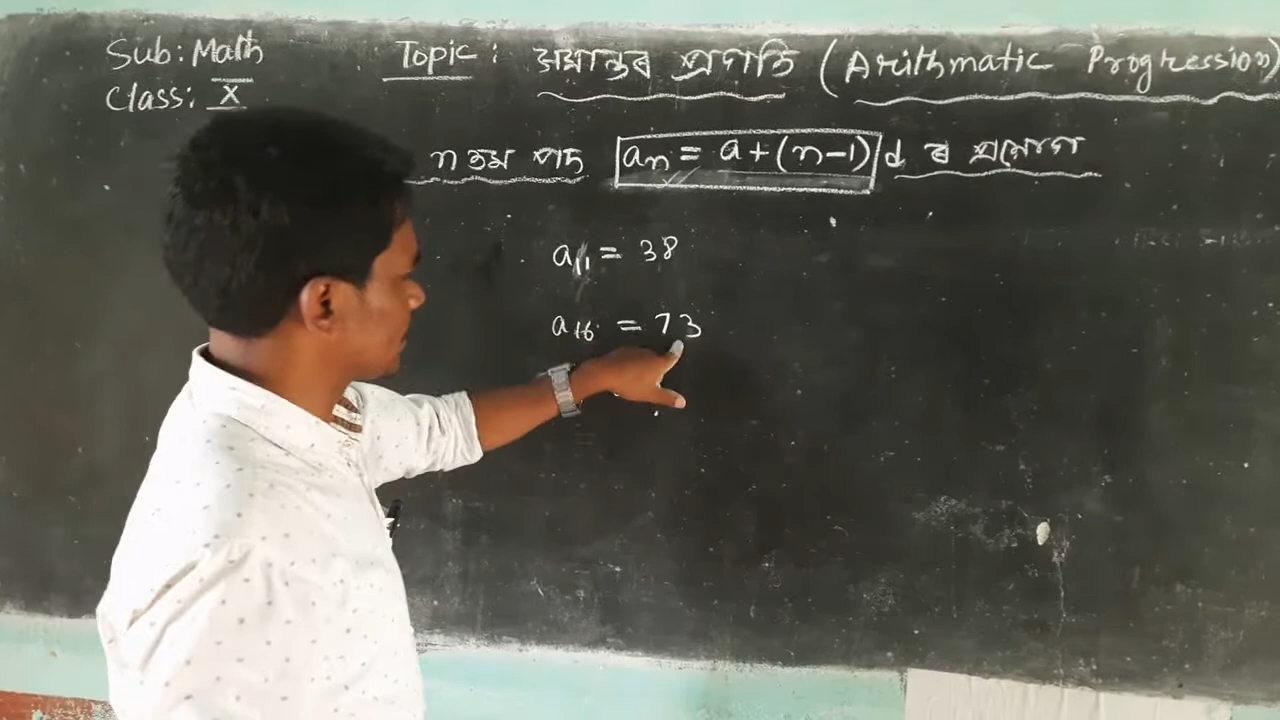 Sub: Math
Class: X
Topic: সমান্তৰ প্ৰগতি (Arithmatic Progression)
n তম পদ an = a+(n-1)d ৰ প্ৰয়োগ
a11 = 38
a16 = 73